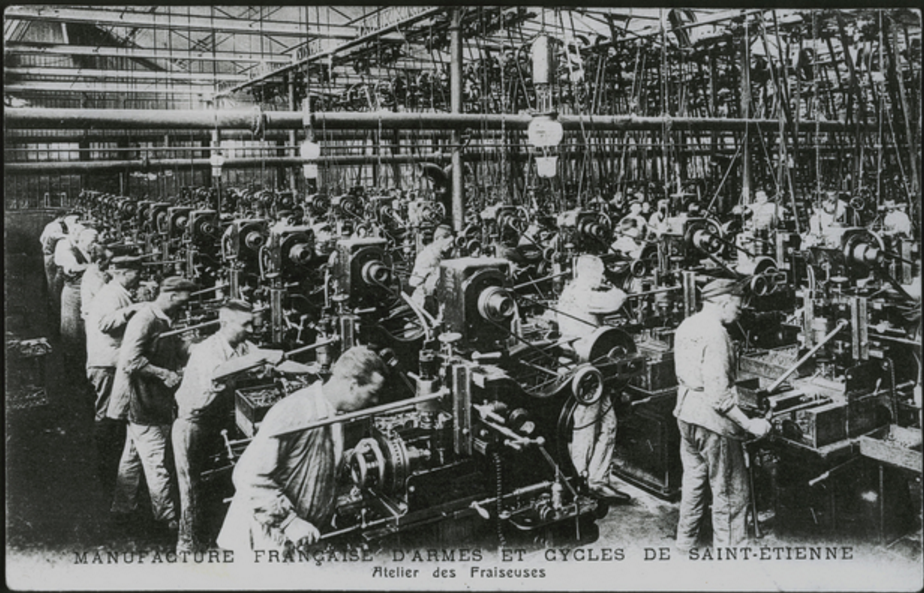 MANUFACTURE FRANÇAISE D'ARMES ET CYCLES DE SAINT-ÉTIENNE
Atelier des Fraiseuses